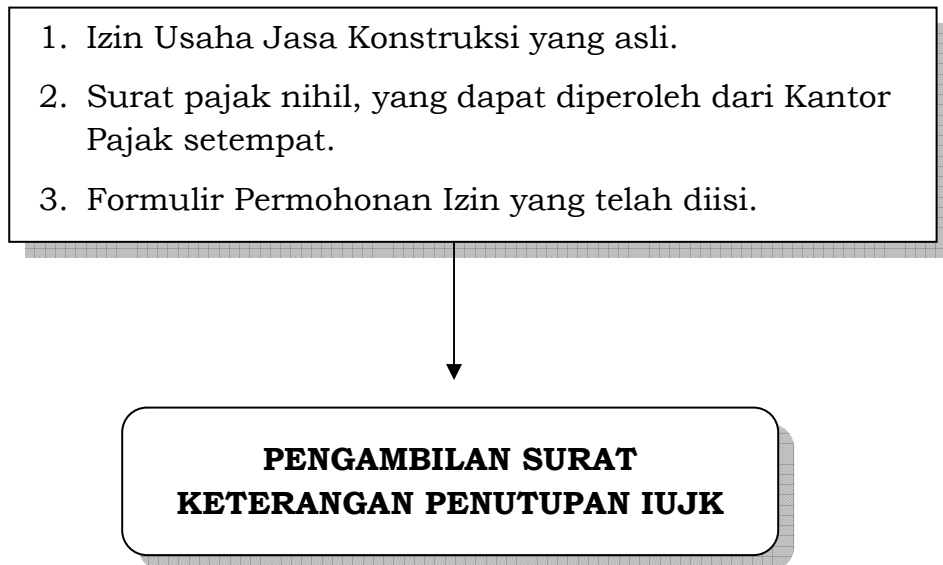 1. Izin Usaha Jasa Konstruksi yang asli.
2. Surat pajak nihil, yang dapat diperoleh dari Kantor
Pajak setempat.
3. Formulir Permohonan Izin yang telah diisi.
PENGAMBILAN SURAT
KETERANGAN PENUTUPAN IUJK